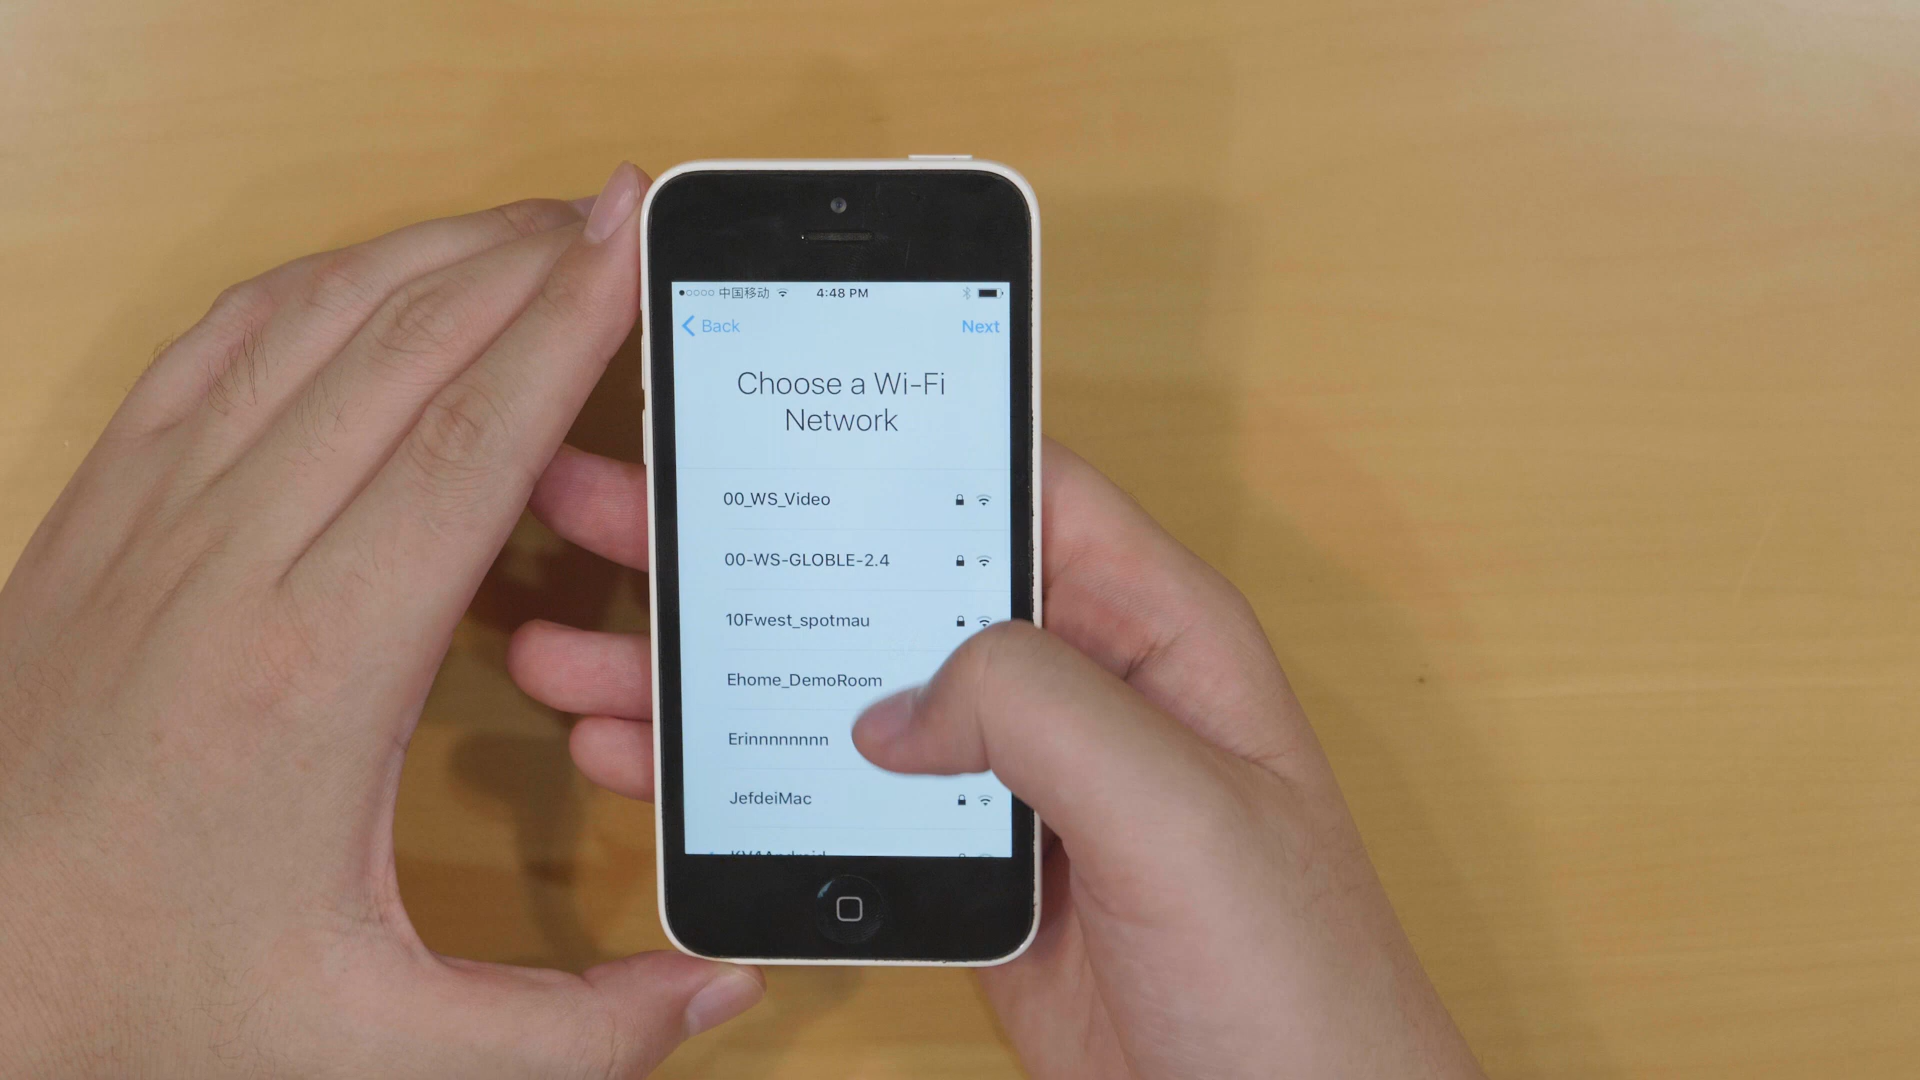 中国移动 4:48 PM
Back Next
Choose a Wi-Fi
Network
00_WS_Video
00-WS-GLOBLE-2.4
10Fwest_spotmau
Ehome_DemoRoom
Erinnnnnnnn
JefdeiMac